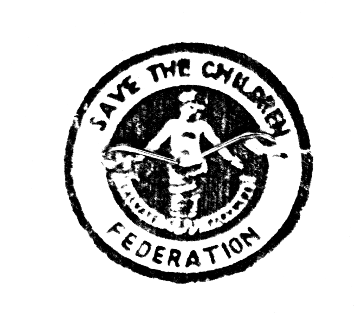 SAVE THE CHILDREN
FEDERATION